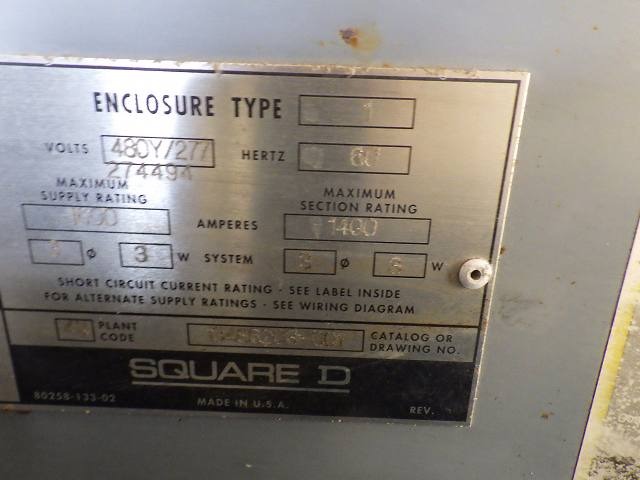 ENCLOSURE TYPE 1
VOLTS 480Y/277 HERTZ 60
274494
MAXIMUM SUPPLY RATING
MAXIMUM SECTION RATING
AMPERES 1400
Ø 3 W SYSTEM Ø W
SHORT CIRCUIT CURRENT RATING - SEE LABEL INSIDE
FOR ALTERNATE SUPPLY RATINGS - SEE WIRING DIAGRAM
PLANT CODE
CATALOG OR DRAWING NO.
SQUARE D
80258-133-02 MADE IN U.S.A. REV.